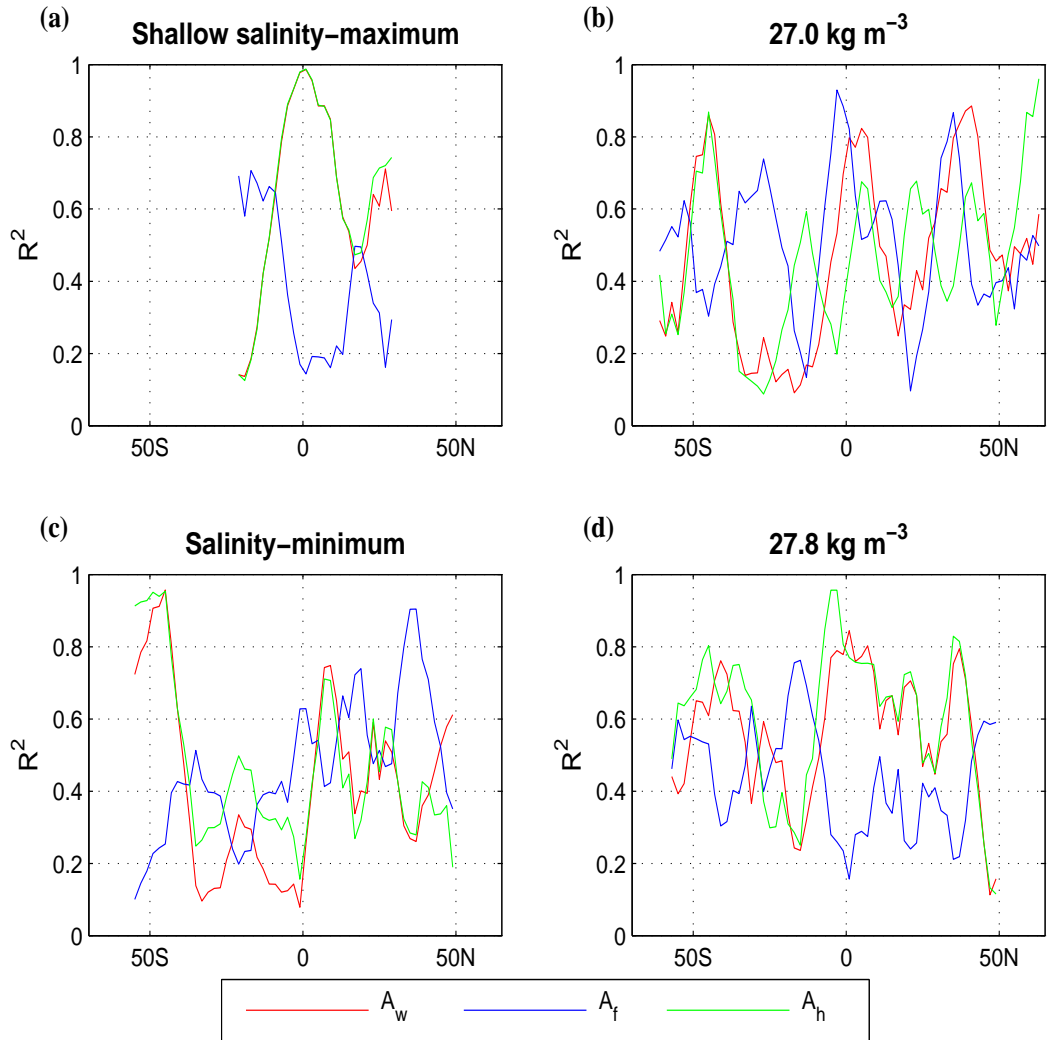 (a)
Shallow salinity−maximum
1
0.8
0.6
0.4
0.2
0
R²
50S 0 50N
(b)
27.0 kg m⁻³
1
0.8
0.6
0.4
0.2
0
R²
50S 0 50N
(c)
Salinity−minimum
1
0.8
0.6
0.4
0.2
0
R²
50S 0 50N
(d)
27.8 kg m⁻³
1
0.8
0.6
0.4
0.2
0
R²
50S 0 50N
A_w A_f A_h